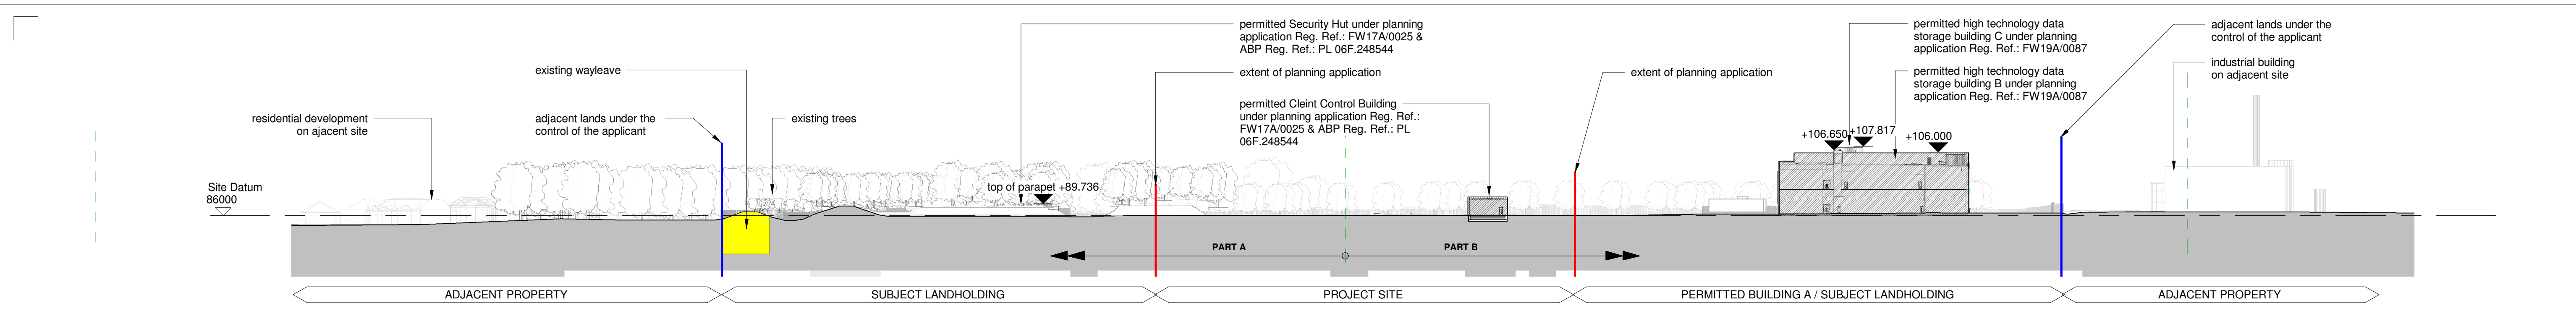 permitted Security Hut under planning
application Reg. Ref.: FW17A/0025 &
ABP Reg. Ref.: PL 06F.248544
permitted high technology data
storage building C under planning
application Reg. Ref.: FW19A/0087
adjacent lands under the
control of the applicant
existing wayleave
extent of planning application
extent of planning application
permitted high technology data
storage building B under planning
application Reg. Ref.: FW19A/0087
industrial building
on adjacent site
residential development
on ajacent site
adjacent lands under the
control of the applicant
existing trees
permitted Cleint Control Building
under planning application Reg. Ref.:
FW17A/0025 & ABP Reg. Ref.: PL
06F.248544
+106.650
+107.817
+106.000
Site Datum
86000
top of parapet +89.736
PART A
PART B
ADJACENT PROPERTY
SUBJECT LANDHOLDING
PROJECT SITE
PERMITTED BUILDING A / SUBJECT LANDHOLDING
ADJACENT PROPERTY